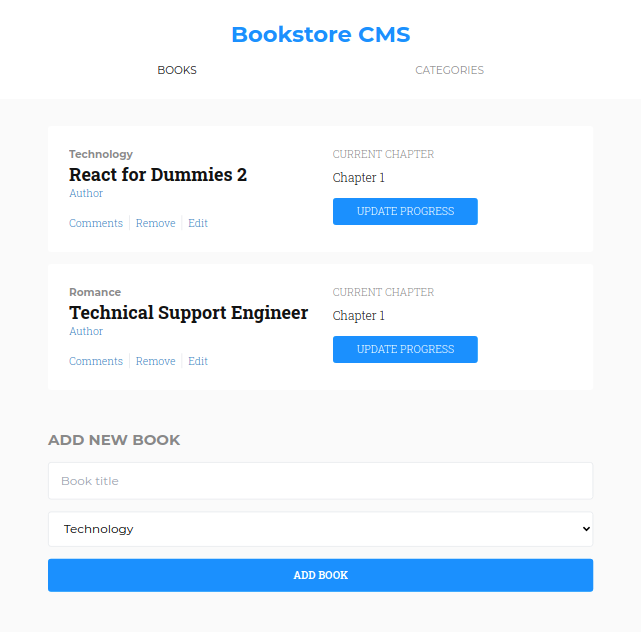 Bookstore CMS
BOOKS
CATEGORIES
Technology
React for Dummies 2
Author
Comments
Remove
Edit
CURRENT CHAPTER
Chapter 1
UPDATE PROGRESS
Romance
Technical Support Engineer
Author
Comments
Remove
Edit
CURRENT CHAPTER
Chapter 1
UPDATE PROGRESS
ADD NEW BOOK
Book title
Technology
ADD BOOK